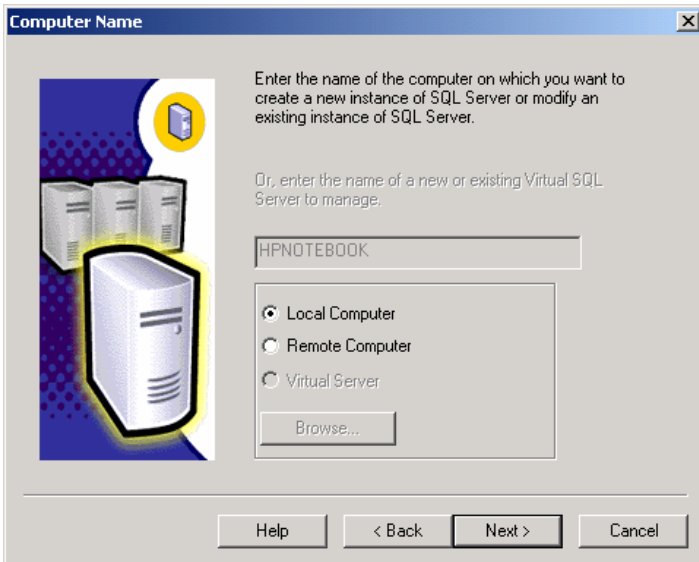 Computer Name
Enter the name of the computer on which you want to
create a new instance of SQL Server or modify an
existing instance of SQL Server.
Or, enter the name of a new or existing Virtual SQL
Server to manage.
HPNOTEBOOK
Local Computer
Remote Computer
Virtual Server
Browse...
Help
< Back
Next >
Cancel